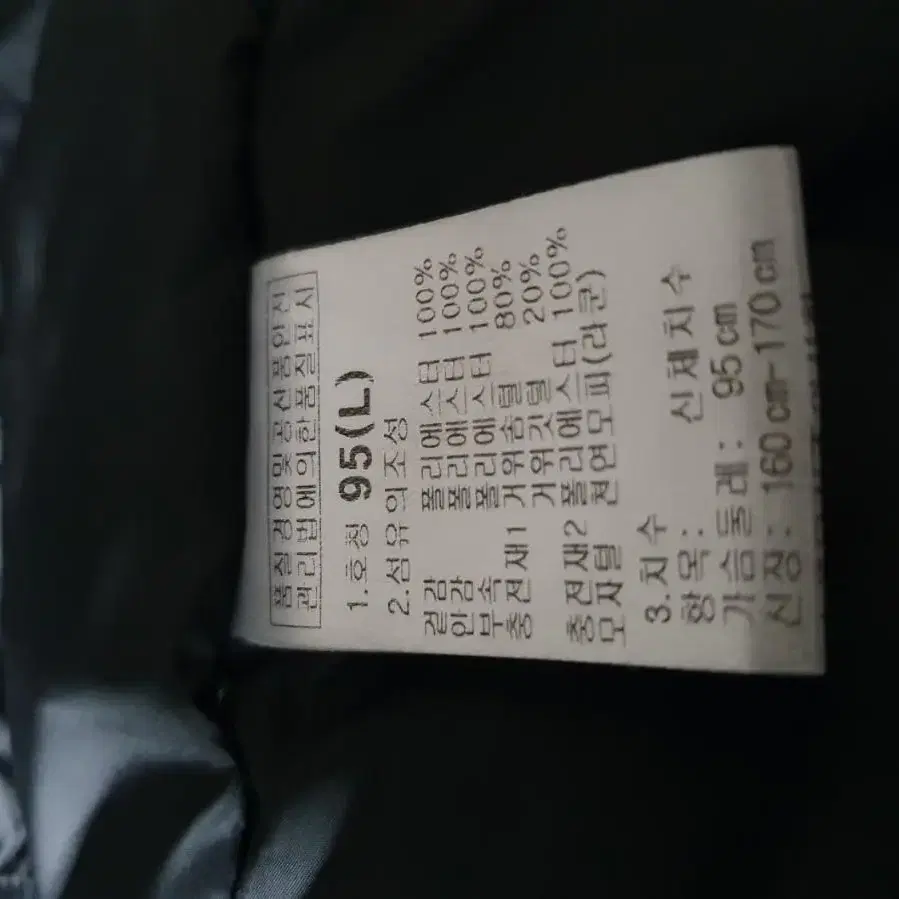 품질경영및공산품안전
관리법에의한품질표시
1.호칭 95(L)
2.섬유의조성
겉감 폴리에스터 100%
안감 폴리에스터 100%
부속 폴리에스터 100%
충전재1 거위솜털 80%
거위깃털 20%
충전재2 폴리에스터 100%
모자털 천연모피(라쿤)
3.치수
항목: 신체치수
가슴둘레: 95cm
신장: 160cm-170cm